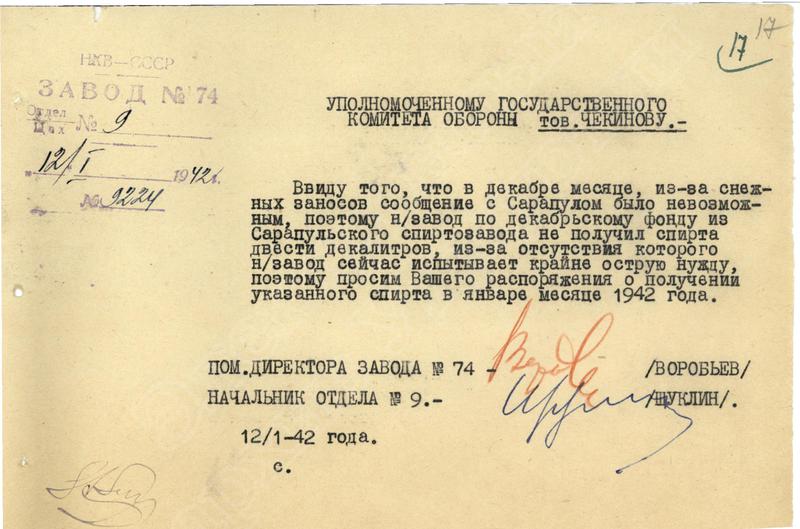 17 17
НКВ—СССР
ЗАВОД № 74
Отдел
Цех № 9
"12/I 1942 г.
№ 9224
УПОЛНОМОЧЕННОМУ ГОСУДАРСТВЕННОГО
КОМИТЕТА ОБОРОНЫ тов.ЧЕКИНОВУ.-
Ввиду того, что в декабре месяце, из-за снеж-
ных заносов сообщение с Сарапулом было невозмож-
ным, поэтому н/завод по декабрьскому фонду из
Сарапульского спиртозавода не получил спирта
двести декалитров, из-за отсутствия которого
н/завод сейчас испытывает крайне острую нужду,
поэтому просим Вашего распоряжения о получении
указанного спирта в январе месяце 1942 года.
ПОМ.ДИРЕКТОРА ЗАВОДА № 74 - /ВОРОБЬЕВ/
НАЧАЛЬНИК ОТДЕЛА № 9.- /ШУКЛИН/.
12/1-42 года.
с.